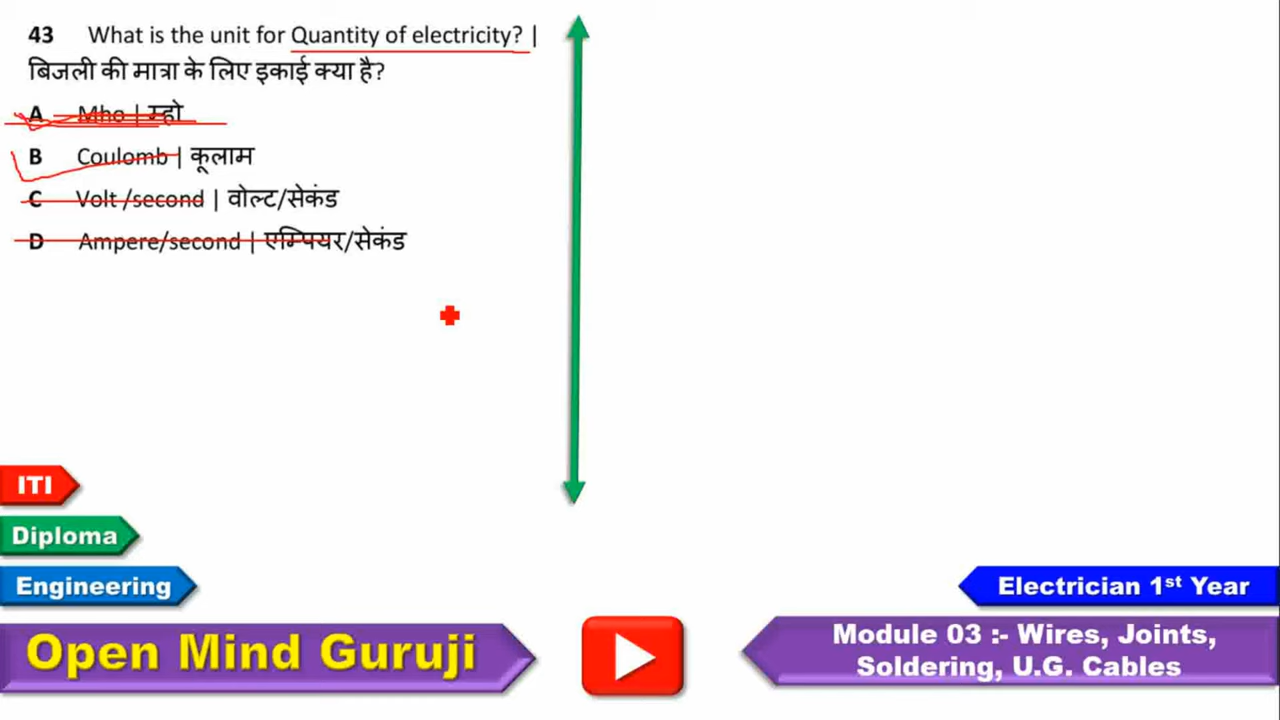 43 What is the unit for Quantity of electricity? |
बिजली की मात्रा के लिए इकाई क्या है?
A Mho | म्हो
B Coulomb | कूलाम
C Volt /second | वोल्ट/सेकंड
D Ampere/second | एम्पियर/सेकंड
ITI
Diploma
Engineering
Open Mind Guruji
Electrician 1st Year
Module 03 :- Wires, Joints,
Soldering, U.G. Cables